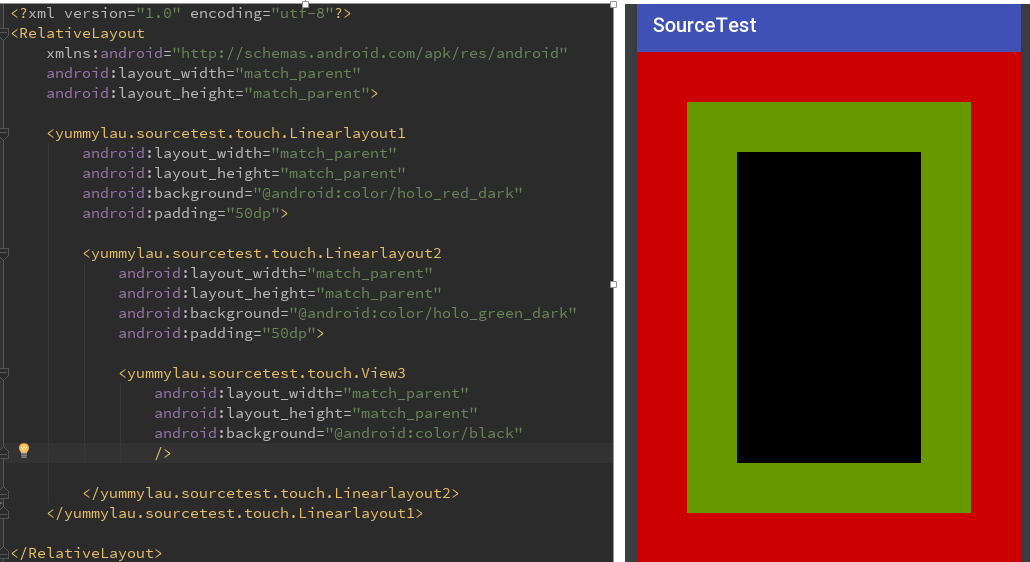 <?xml version="1.0" encoding="utf-8"?>
<RelativeLayout
    xmlns:android="http://schemas.android.com/apk/res/android"
    android:layout_width="match_parent"
    android:layout_height="match_parent">
    <yummylau.sourcetest.touch.Linearlayout1
        android:layout_width="match_parent"
        android:layout_height="match_parent"
        android:background="@android:color/holo_red_dark"
        android:padding="50dp">
        <yummylau.sourcetest.touch.Linearlayout2
            android:layout_width="match_parent"
            android:layout_height="match_parent"
            android:background="@android:color/holo_green_dark"
            android:padding="50dp">
            <yummylau.sourcetest.touch.View3
                android:layout_width="match_parent"
                android:layout_height="match_parent"
                android:background="@android:color/black"
                />
        </yummylau.sourcetest.touch.Linearlayout2>
    </yummylau.sourcetest.touch.Linearlayout1>
</RelativeLayout>
SourceTest